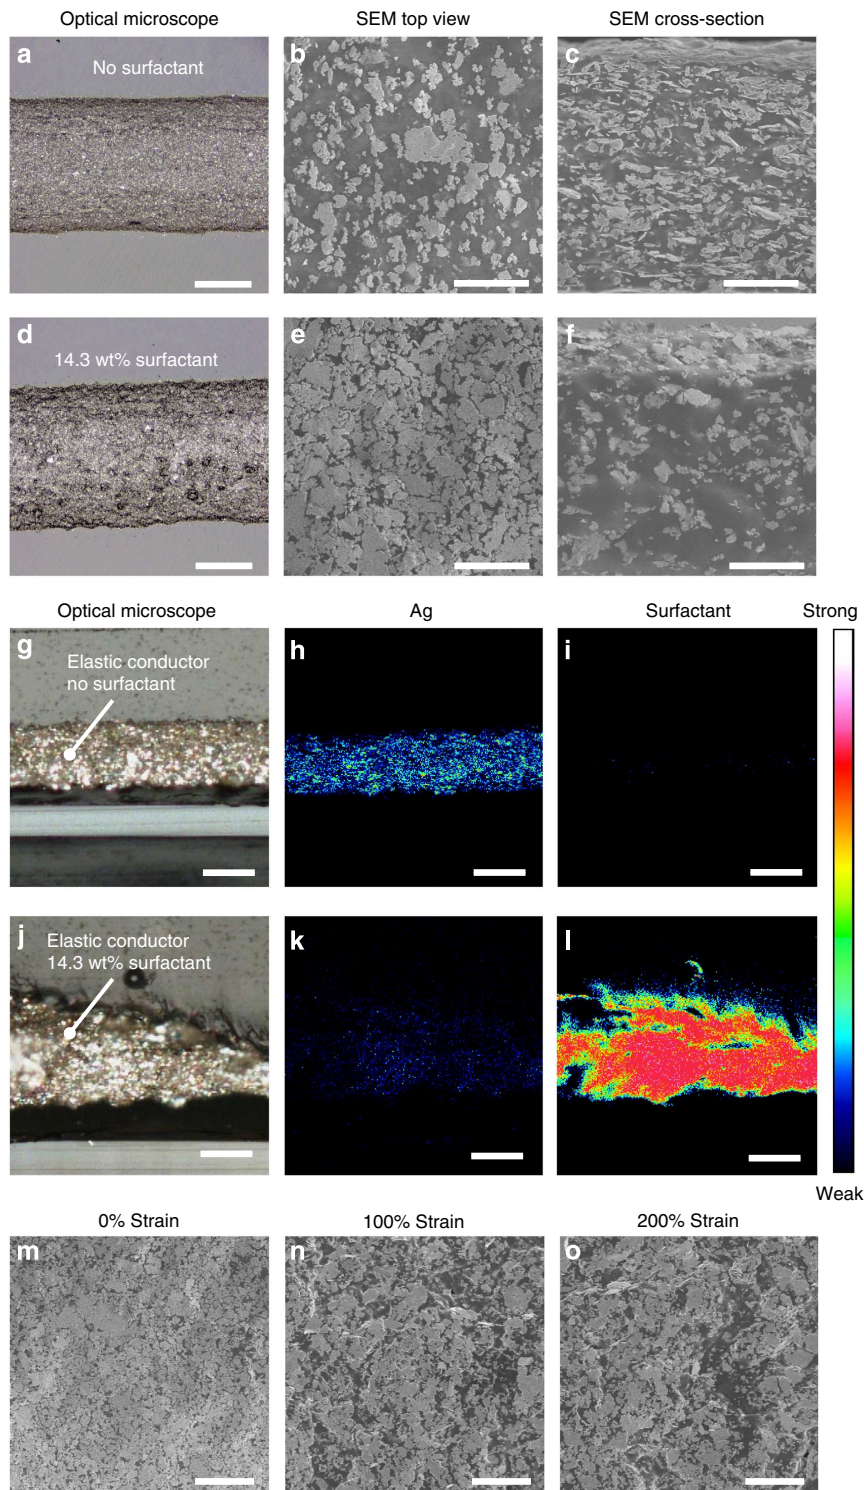 Optical microscope SEM top view SEM cross-section
a b c
No surfactant
d e f
14.3 wt% surfactant
Optical microscope Ag Surfactant Strong
g h i
Elastic conductor
no surfactant
j k l
Elastic conductor
14.3 wt% surfactant
Weak
0% Strain 100% Strain 200% Strain
m n o